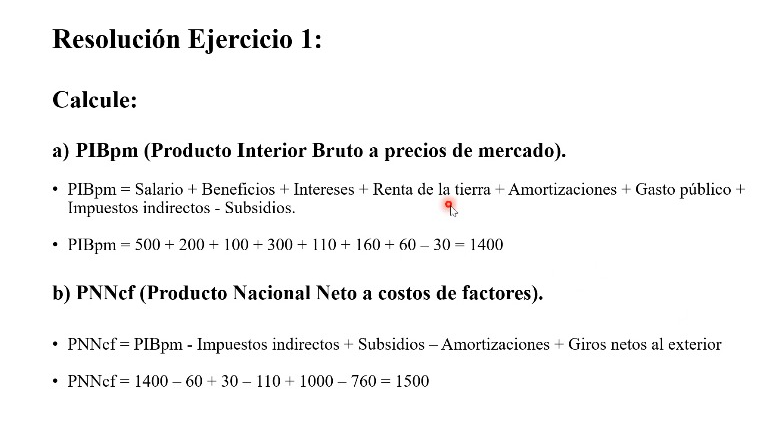 Resolución Ejercicio 1:
Calcule:
a) PIBpm (Producto Interior Bruto a precios de mercado).
• PIBpm = Salario + Beneficios + Intereses + Renta de la tierra + Amortizaciones + Gasto público +
Impuestos indirectos - Subsidios.
• PIBpm = 500 + 200 + 100 + 300 + 110 + 160 + 60 – 30 = 1400
b) PNNcf (Producto Nacional Neto a costos de factores).
• PNNcf = PIBpm - Impuestos indirectos + Subsidios – Amortizaciones + Giros netos al exterior
• PNNcf = 1400 – 60 + 30 – 110 + 1000 – 760 = 1500